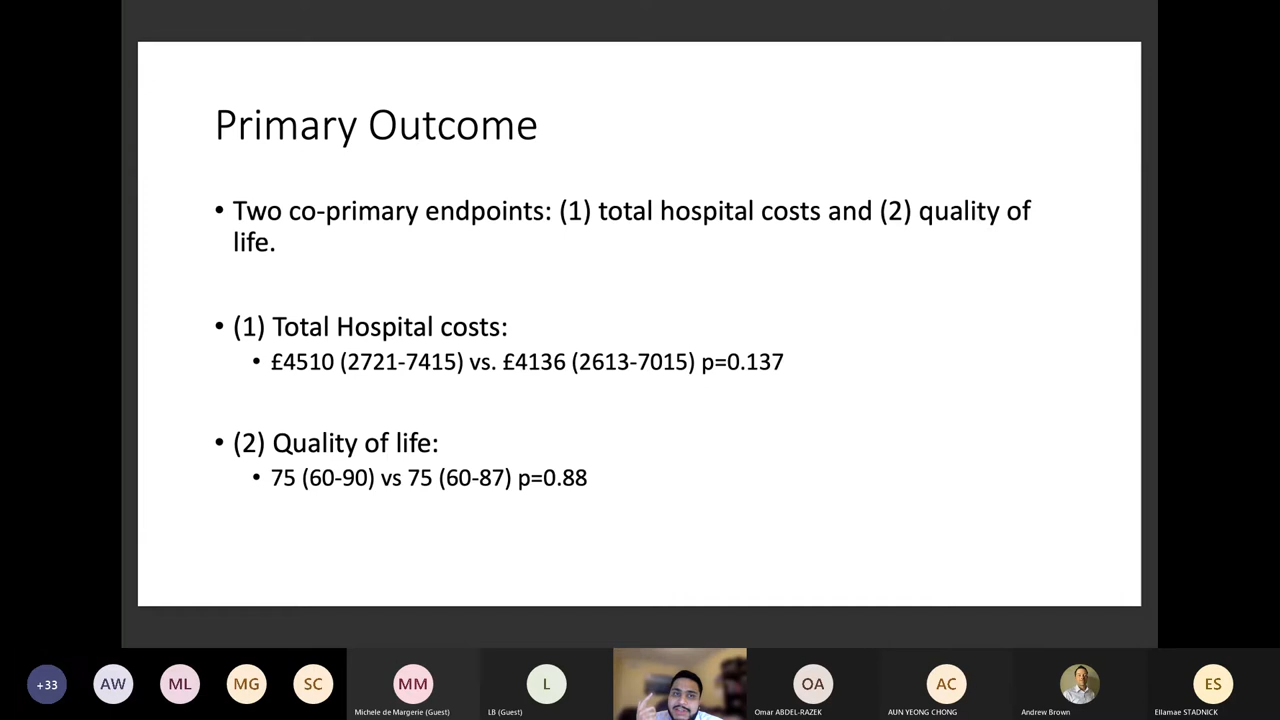 Primary Outcome
• Two co-primary endpoints: (1) total hospital costs and (2) quality of
life.
• (1) Total Hospital costs:
• £4510 (2721-7415) vs. £4136 (2613-7015) p=0.137
• (2) Quality of life:
• 75 (60-90) vs 75 (60-87) p=0.88
+33
AW
ML
MG
SC
MM
L
OA
AC
ES
Michele de Margerie (Guest)
LB (Guest)
Omar ABDEL-RAZEK
AUN YEONG CHONG
Andrew Brown
Ellamae STADNICK